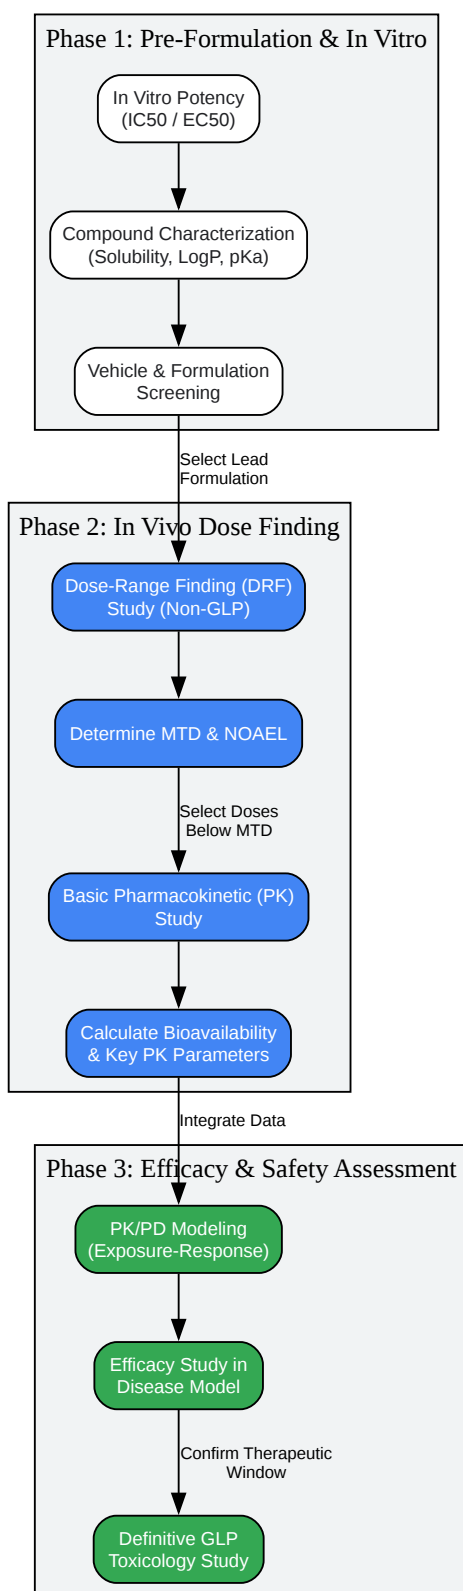 Phase 1: Pre-Formulation & In Vitro
In Vitro Potency
(IC50 / EC50)
Compound Characterization
(Solubility, LogP, pKa)
Vehicle & Formulation
Screening
Select Lead
Formulation
Phase 2: In Vivo Dose Finding
Dose-Range Finding (DRF)
Study (Non-GLP)
Determine MTD & NOAEL
Select Doses
Below MTD
Basic Pharmacokinetic (PK)
Study
Calculate Bioavailability
& Key PK Parameters
Integrate Data
Phase 3: Efficacy & Safety Assessment
PK/PD Modeling
(Exposure-Response)
Efficacy Study in
Disease Model
Confirm Therapeutic
Window
Definitive GLP
Toxicology Study